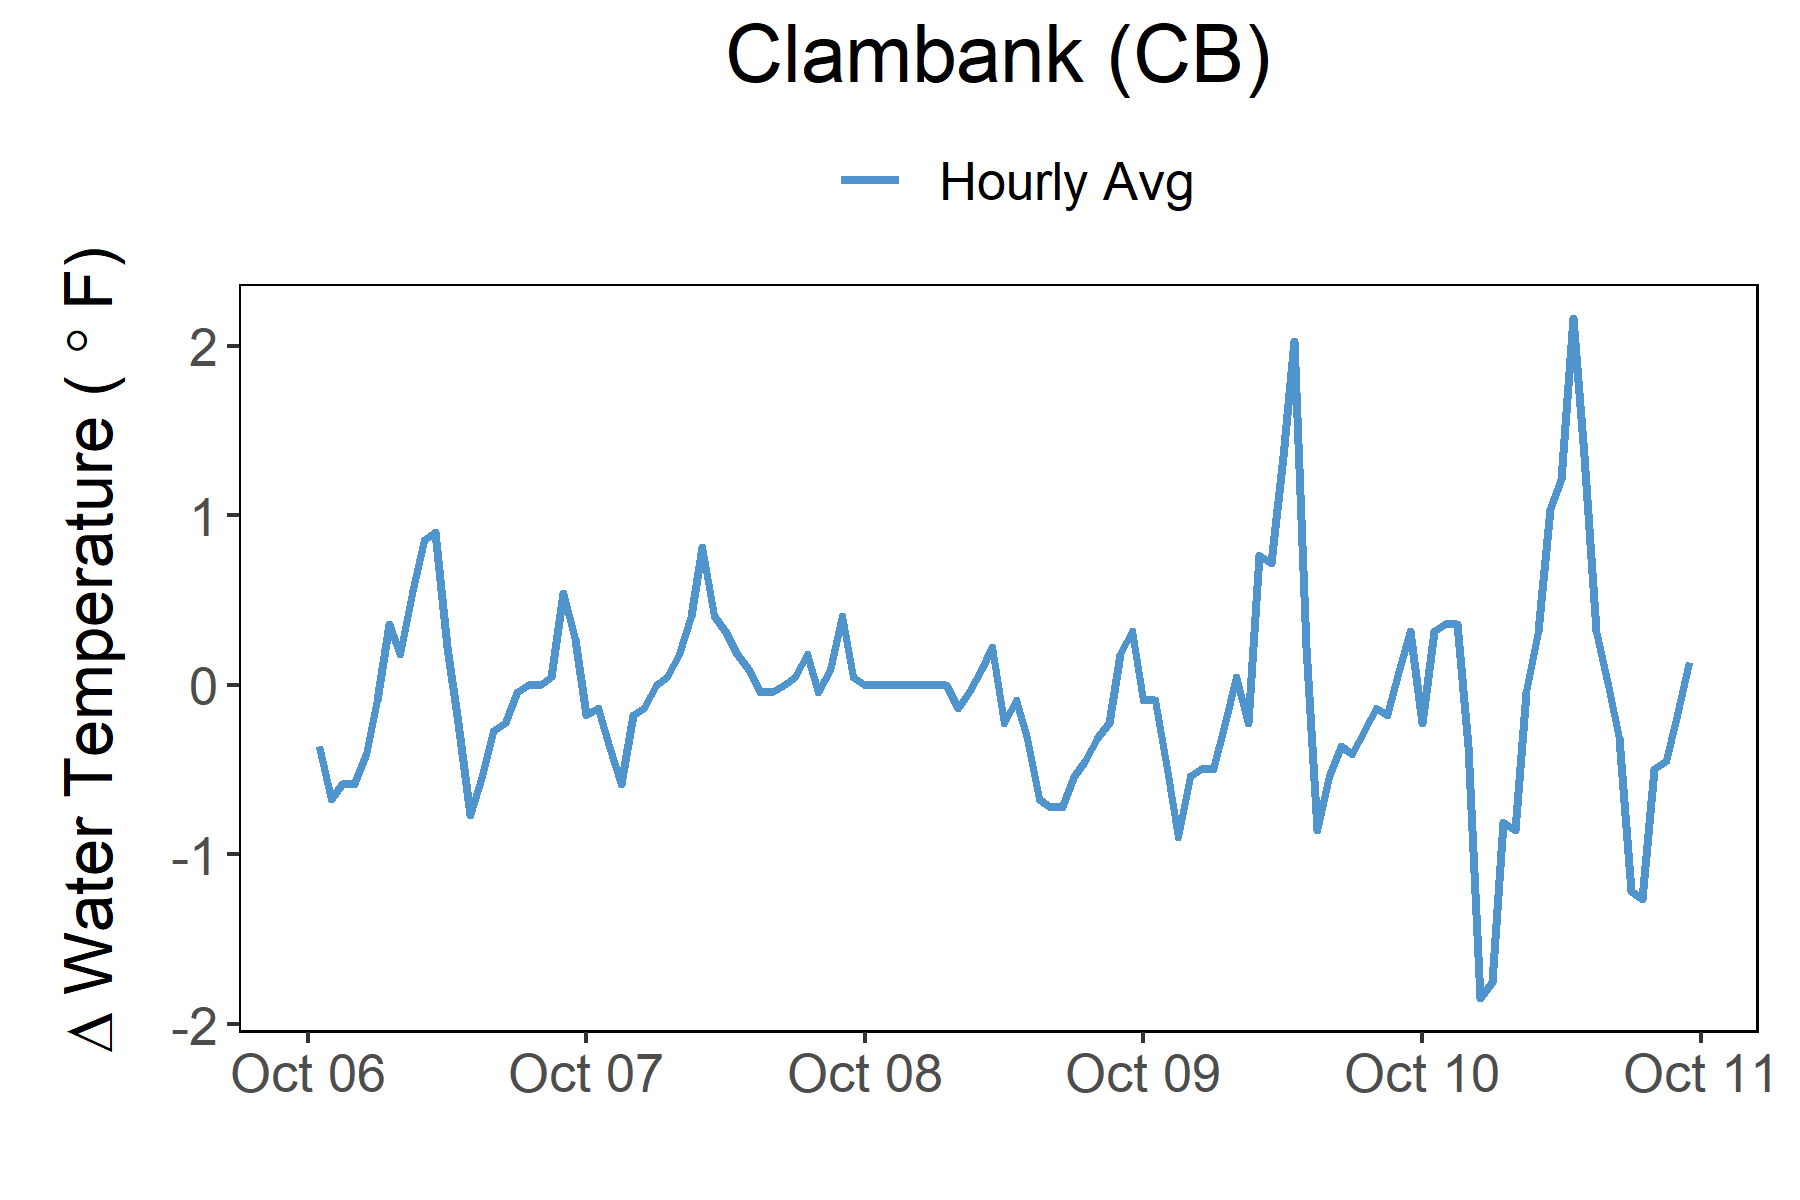 Clambank (CB)
Hourly Avg
Δ Water Temperature ( ° F)
2
1
0
-1
-2
Oct 06
Oct 07
Oct 08
Oct 09
Oct 10
Oct 11